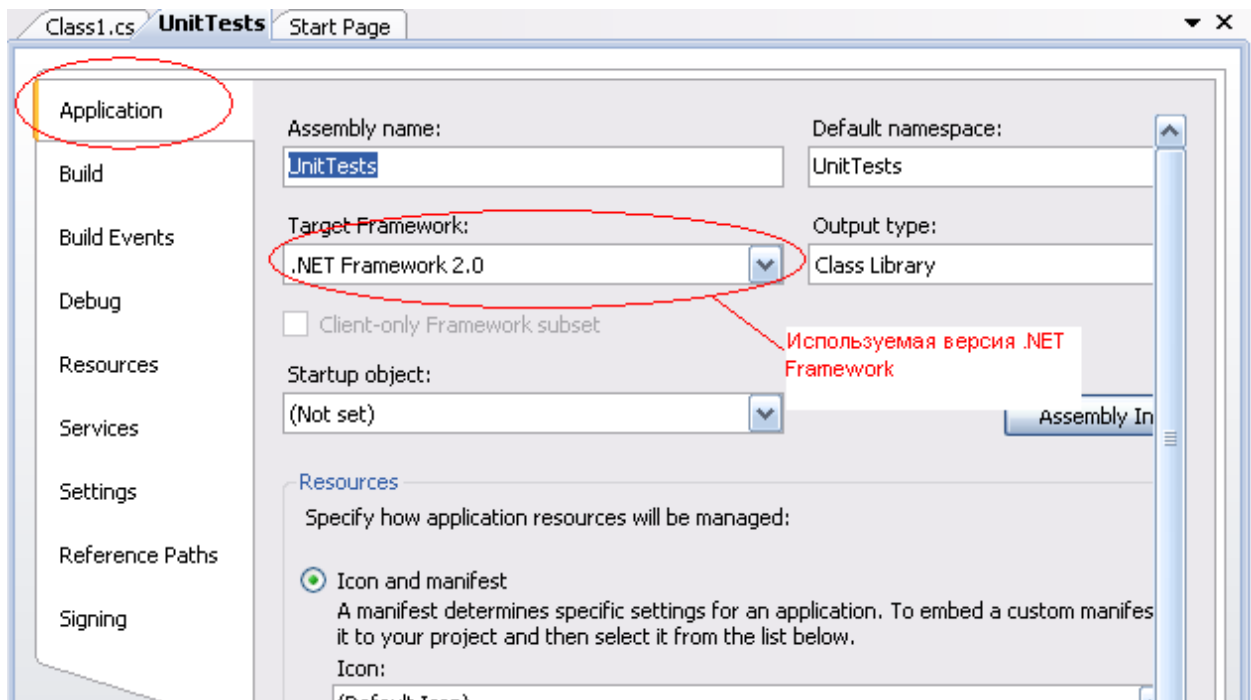 Class1.cs UnitTests Start Page
Application
Build
Build Events
Debug
Resources
Services
Settings
Reference Paths
Signing
Assembly name:
Default namespace:
UnitTests
UnitTests
Target Framework:
Output type:
.NET Framework 2.0
Class Library
Client-only Framework subset
Используемая версия .NET
Framework
Startup object:
(Not set)
Assembly In
Resources
Specify how application resources will be managed:
Icon and manifest
A manifest determines specific settings for an application. To embed a custom manifes
it to your project and then select it from the list below.
Icon:
(Default Icon)